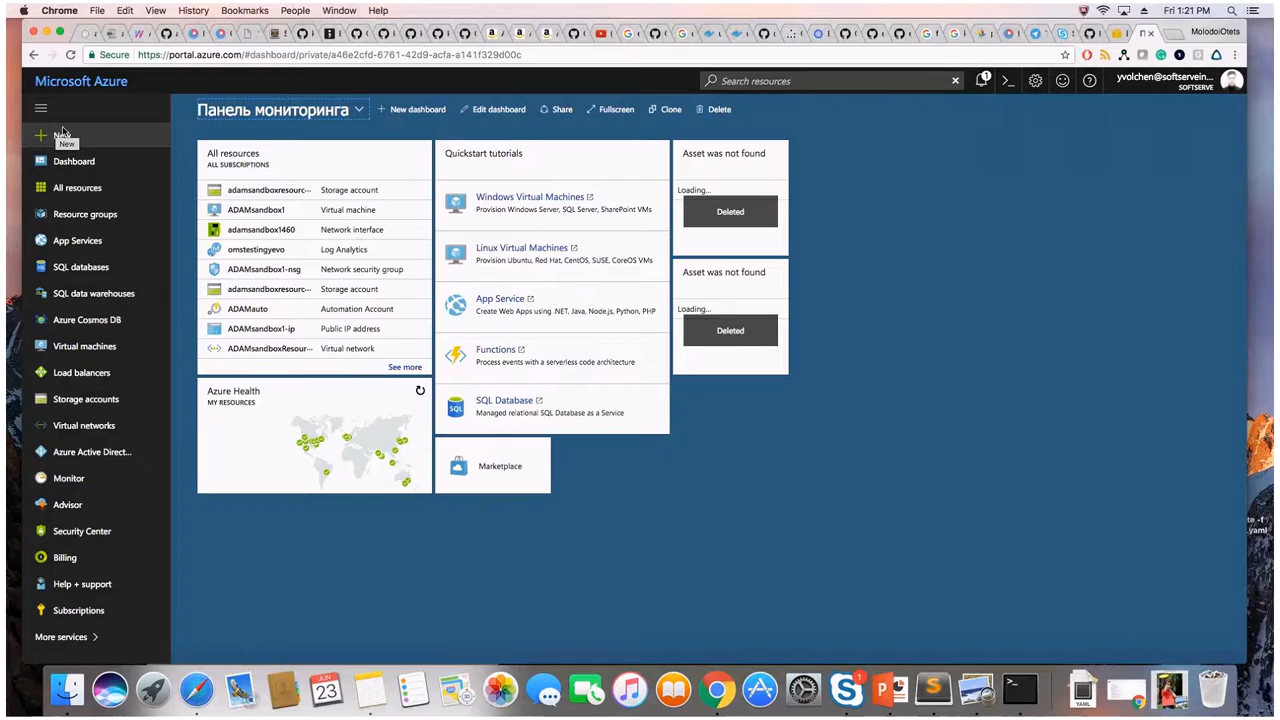 Chrome File Edit View History Bookmarks People Window Help
Fri 1:21 PM
MolodoiOtets
Secure https://portal.azure.com/#dashboard/private/a46e2cfd-6761-42d9-acfa-a1141f329d00c
Microsoft Azure
Search resources
1
yvolchen@softservein...
SOFTSERVE
Панель мониторинга
New dashboard Edit dashboard Share Fullscreen Clone Delete
New
New
Dashboard
All resources
Resource groups
App Services
SQL databases
SQL data warehouses
Azure Cosmos DB
Virtual machines
Load balancers
Storage accounts
Virtual networks
Azure Active Direct...
Monitor
Advisor
Security Center
Billing
Help + support
Subscriptions
More services
All resources
ALL SUBSCRIPTIONS
adamsandboxresourc... Storage account
ADAMsandbox1 Virtual machine
adamsandbox1460 Network interface
omstestingyevo Log Analytics
ADAMsandbox1-nsg Network security group
adamsandboxresourc... Storage account
ADAMauto Automation Account
ADAMsandbox1-ip Public IP address
ADAMsandboxResour... Virtual network
See more
Azure Health
MY RESOURCES
Quickstart tutorials
Windows Virtual Machines
Provision Windows Server, SQL Server, SharePoint VMs
Linux Virtual Machines
Provision Ubuntu, Red Hat, CentOS, SUSE, CoreOS VMs
App Service
Create Web Apps using .NET, Java, Node.js, Python, PHP
Functions
Process events with a serverless code architecture
SQL
SQL Database
Managed relational SQL Database as a Service
Marketplace
Asset was not found
Loading...
Deleted
Asset was not found
Loading...
Deleted
te -f
.yaml
JUN
23
1
YAML